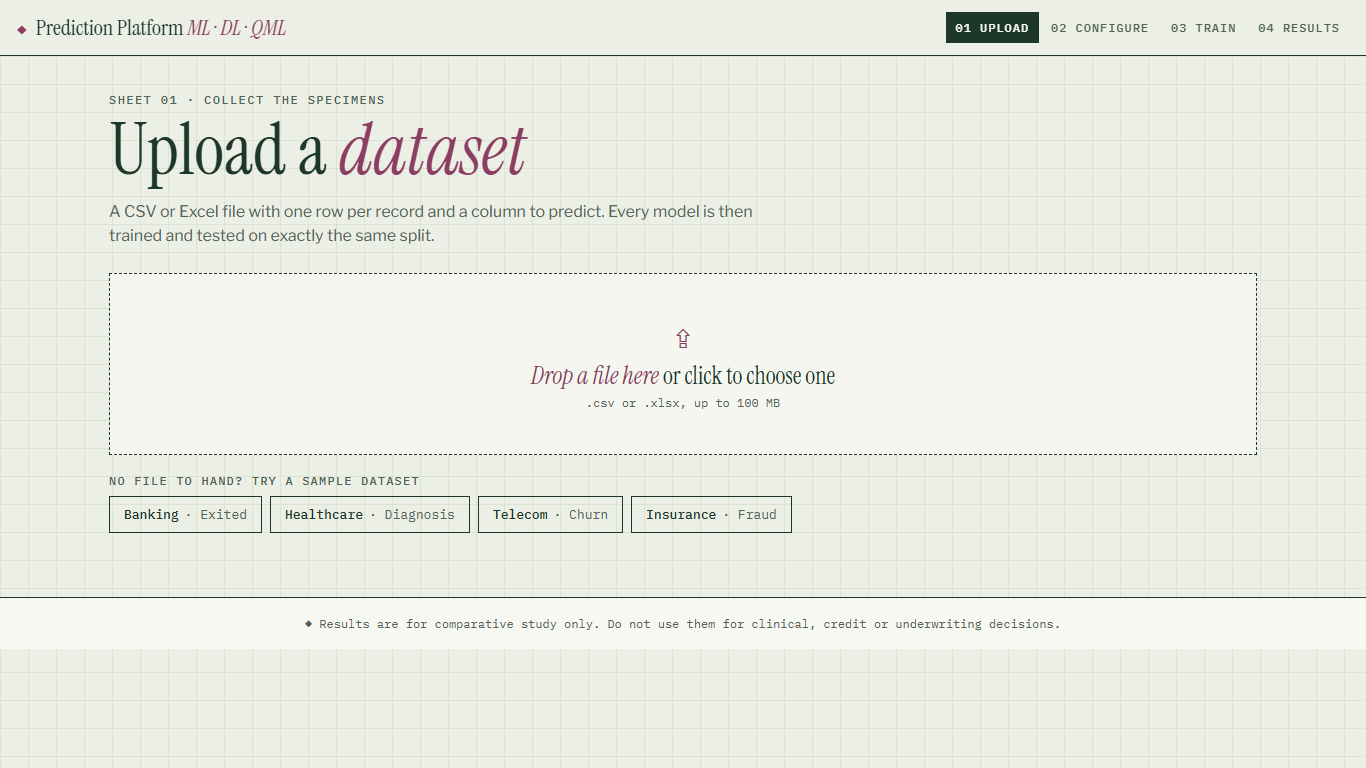 ◆ Prediction Platform ML · DL · QML
01 UPLOAD 02 CONFIGURE 03 TRAIN 04 RESULTS
SHEET 01 · COLLECT THE SPECIMENS
Upload a dataset
A CSV or Excel file with one row per record and a column to predict. Every model is then
trained and tested on exactly the same split.
⇪
Drop a file here or click to choose one
.csv or .xlsx, up to 100 MB
NO FILE TO HAND? TRY A SAMPLE DATASET
Banking · Exited
Healthcare · Diagnosis
Telecom · Churn
Insurance · Fraud
◆ Results are for comparative study only. Do not use them for clinical, credit or underwriting decisions.